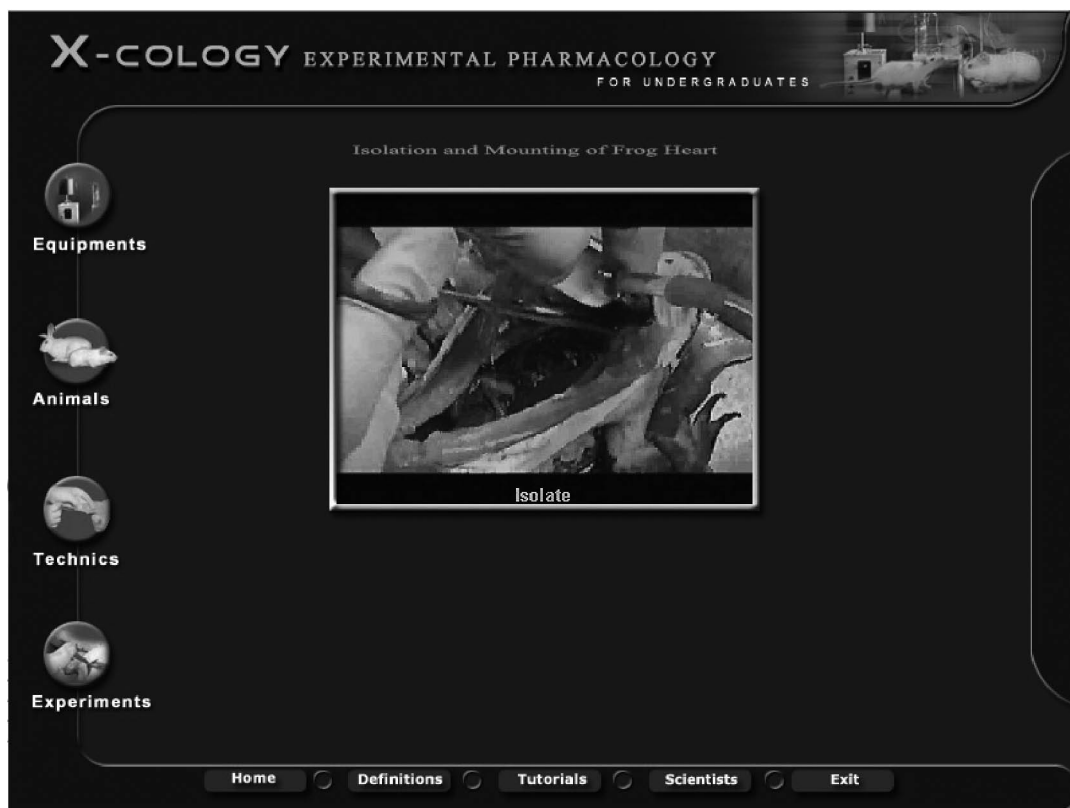 X-COLOGY EXPERIMENTAL PHARMACOLOGY
FOR UNDERGRADUATES
Isolation and Mounting of Frog Heart
Equipments
Animals
Isolate
Technics
Experiments
Home Definitions Tutorials Scientists Exit